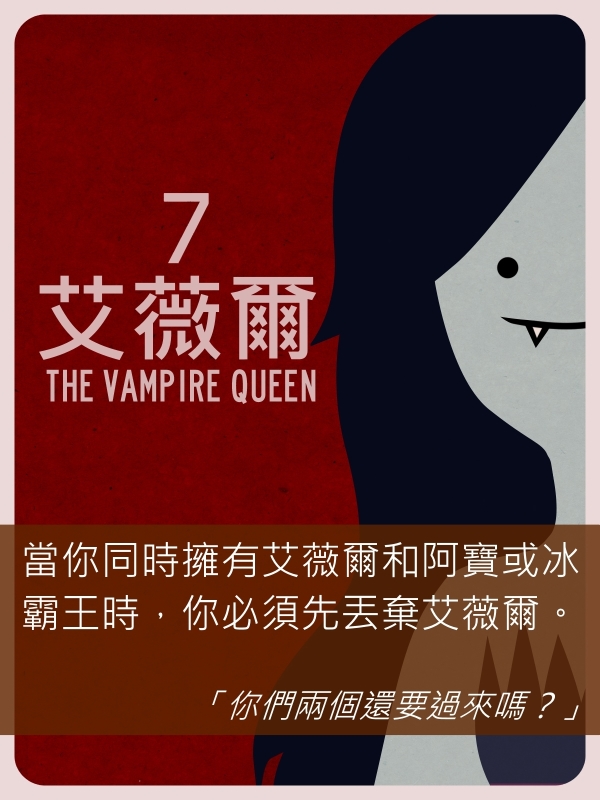 7
艾薇爾
THE VAMPIRE QUEEN
當你同時擁有艾薇爾和阿寶或冰
霸王時，你必須先丟棄艾薇爾。
「你們兩個還要過來嗎？」